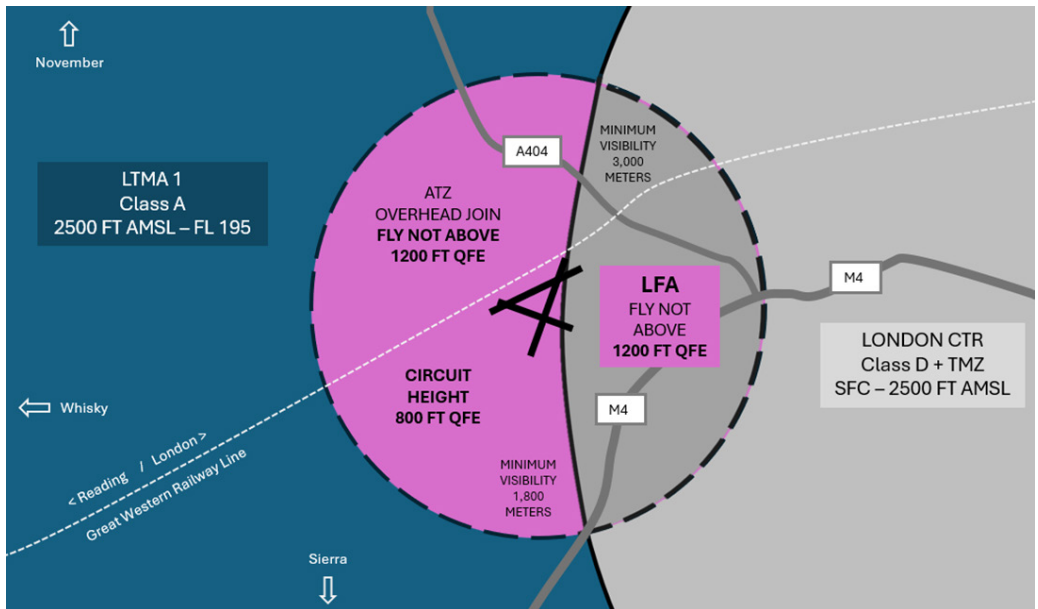 November
LTMA 1
Class A
2500 FT AMSL – FL 195
A404
MINIMUM
VISIBILITY
3,000
METERS
ATZ
OVERHEAD JOIN
FLY NOT ABOVE
1200 FT QFE
LFA
FLY NOT
ABOVE
1200 FT QFE
M4
LONDON CTR
Class D + TMZ
SFC – 2500 FT AMSL
CIRCUIT
HEIGHT
800 FT QFE
M4
Whisky
< Reading / London >
Great Western Railway Line
MINIMUM
VISIBILITY
1,800
METERS
Sierra